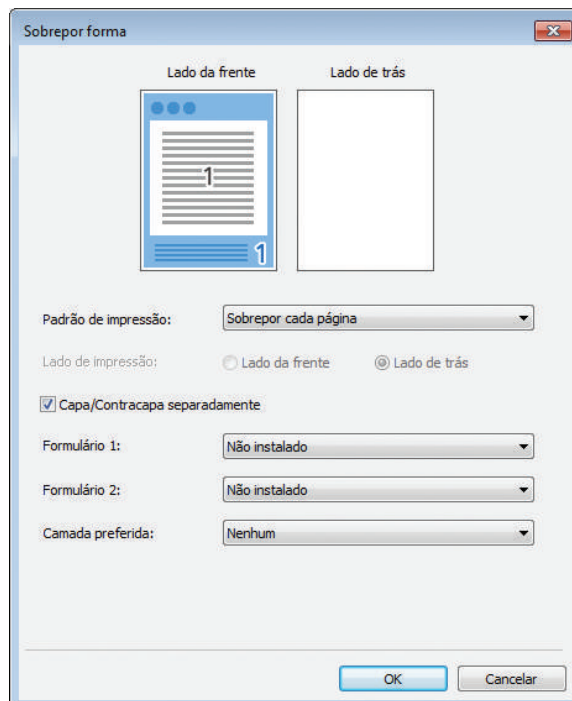 Sobrepor forma
Lado da frente Lado de trás
1
1
Padrão de impressão: Sobrepor cada página
Lado de impressão: Lado da frente Lado de trás
Capa/Contracapa separadamente
Formulário 1: Não instalado
Formulário 2: Não instalado
Camada preferida: Nenhum
OK Cancelar